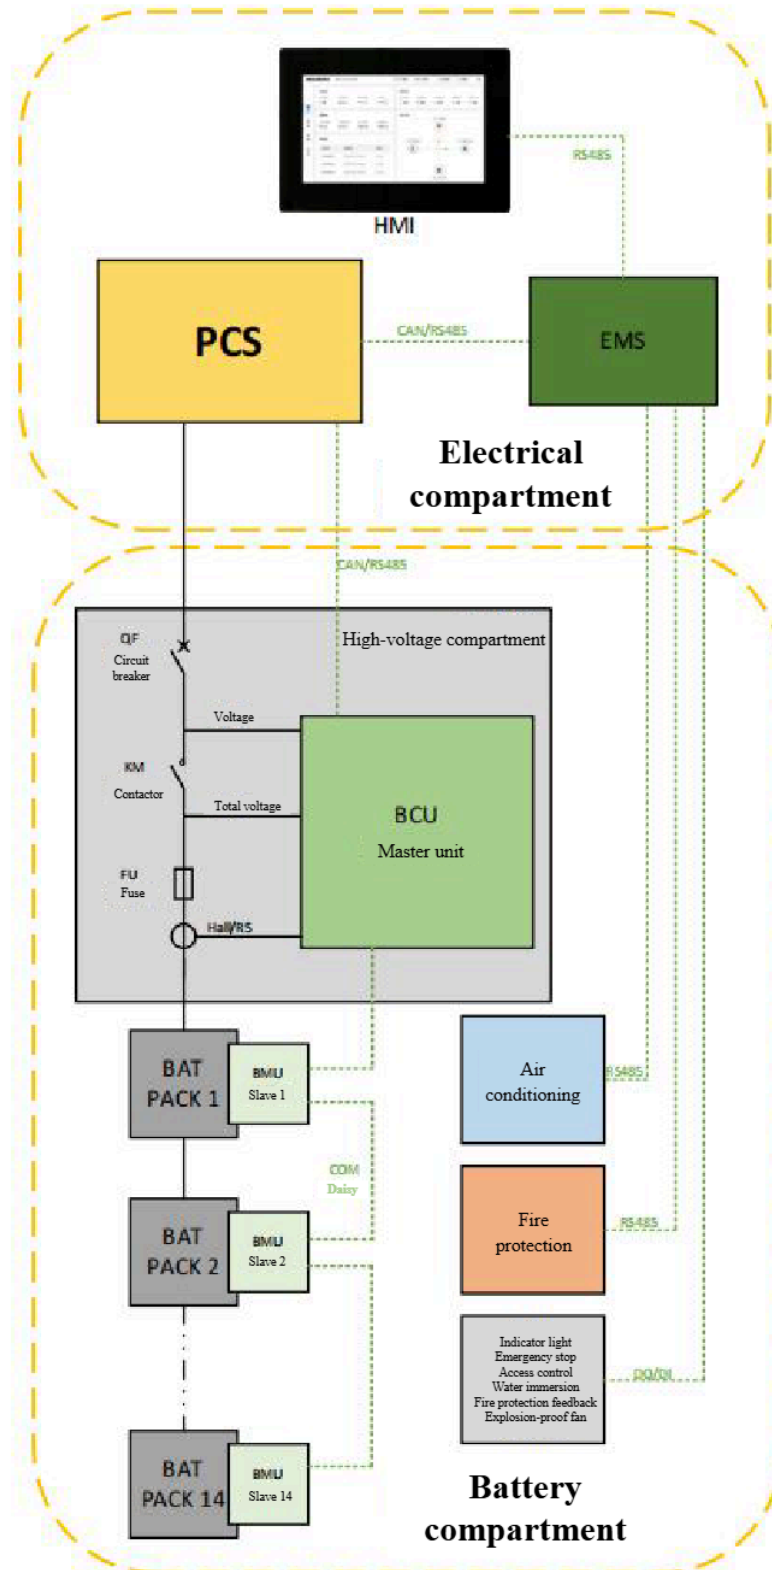 RS485
HMI
PCS
CAN/RS485
EMS
Electrical
compartment
CAN/RS485
QF
Circuit
breaker
High-voltage compartment
Voltage
KM
Contactor
Total voltage
BCU
Master unit
FU
Fuse
Hall/RS
BAT
PACK 1
BMU
Slave 1
Air
conditioning
RS485
COM
Daisy
BAT
PACK 2
BMU
Slave 2
Fire
protection
RS485
Indicator light
Emergency stop
Access control
Water immersion
Fire protection feedback
Explosion-proof fan
DO/DI
BAT
PACK 14
BMU
Slave 14
Battery
compartment